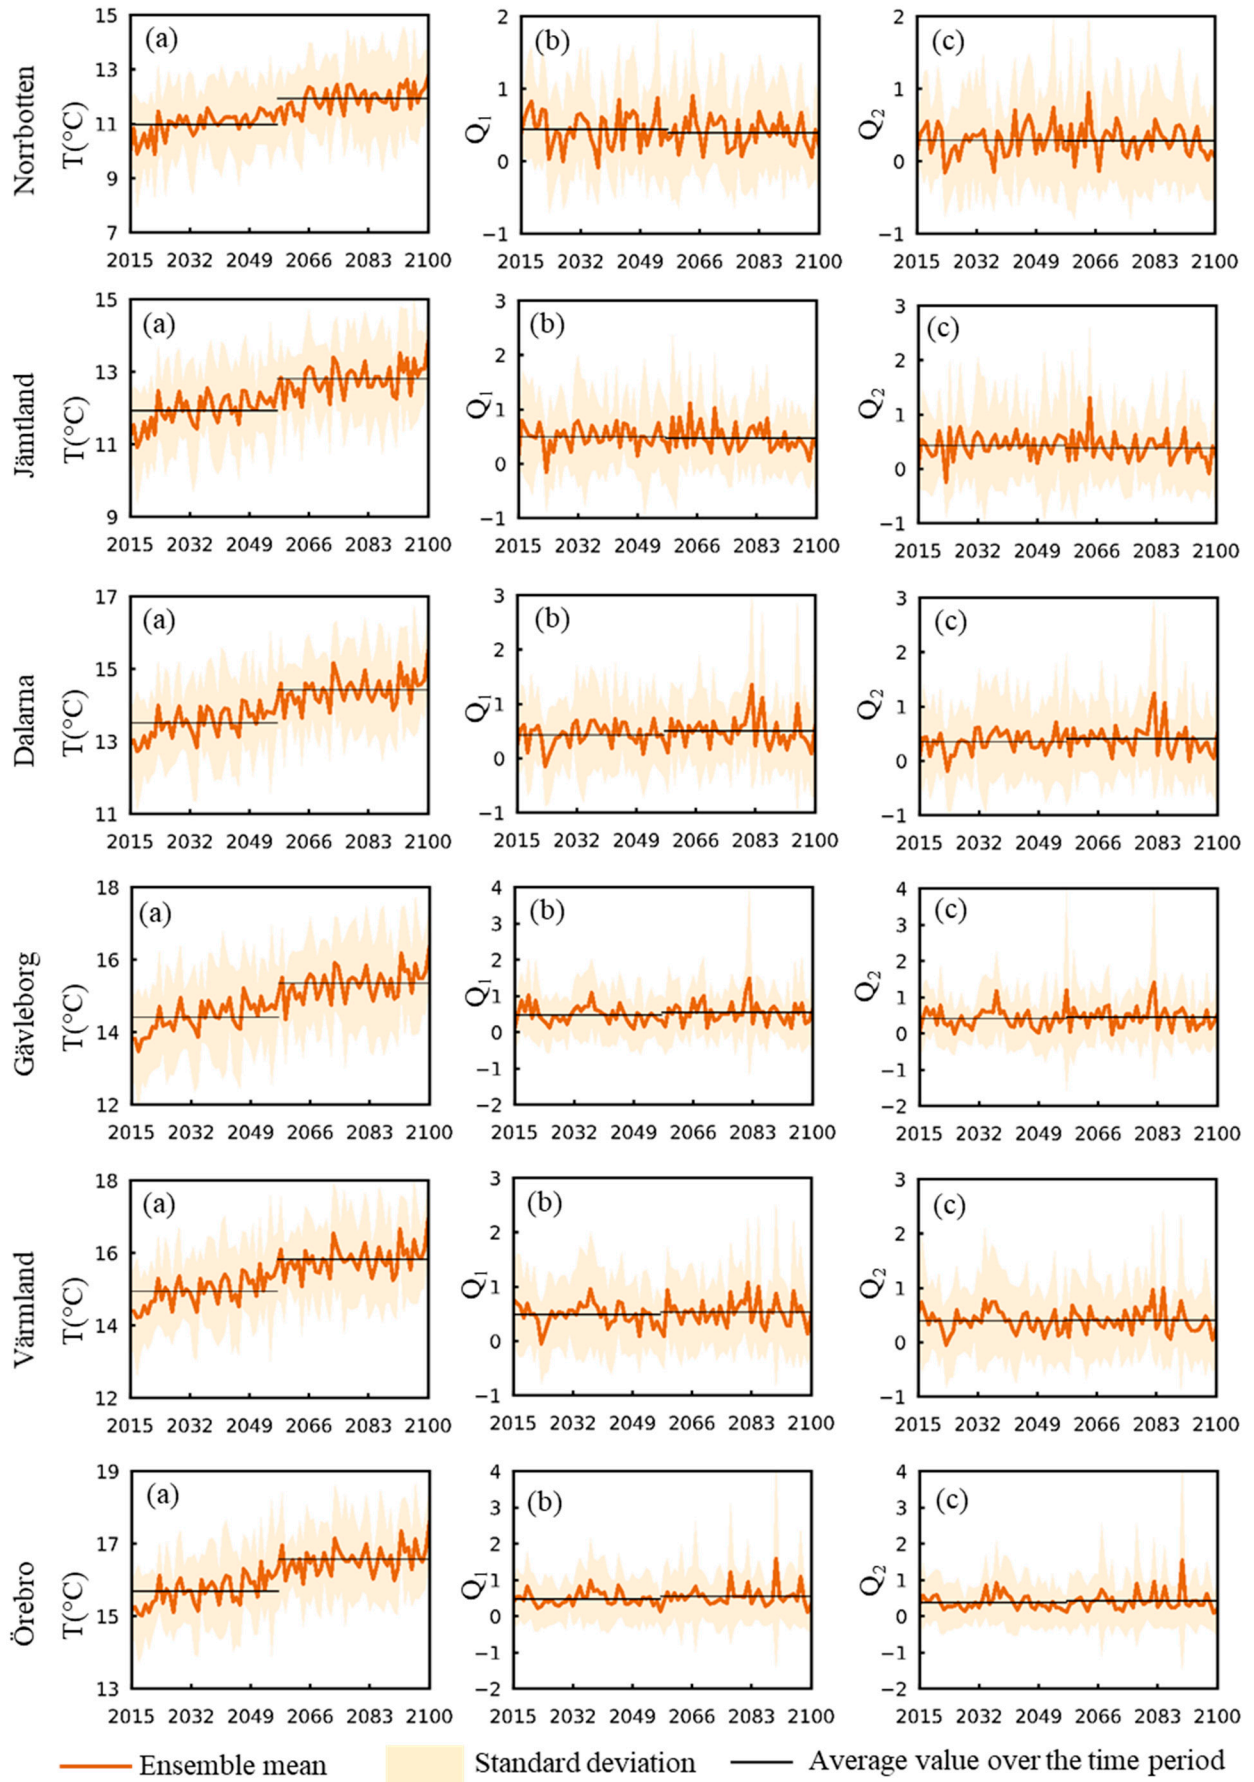 Norrbotten
T(°C)
15
13
11
9
7
(a)
2015 2032 2049 2066 2083 2100
Q1
2
1
0
−1
(b)
2015 2032 2049 2066 2083 2100
Q2
2
1
0
−1
(c)
2015 2032 2049 2066 2083 2100
Jämtland
T(°C)
15
13
11
9
(a)
2015 2032 2049 2066 2083 2100
Q1
3
2
1
0
−1
(b)
2015 2032 2049 2066 2083 2100
Q2
3
2
1
0
−1
(c)
2015 2032 2049 2066 2083 2100
Dalarna
T(°C)
17
15
13
11
(a)
2015 2032 2049 2066 2083 2100
Q1
3
2
1
0
−1
(b)
2015 2032 2049 2066 2083 2100
Q2
3
2
1
0
−1
(c)
2015 2032 2049 2066 2083 2100
Gävleborg
T(°C)
18
16
14
12
(a)
2015 2032 2049 2066 2083 2100
Q1
4
3
2
1
0
−1
−2
(b)
2015 2032 2049 2066 2083 2100
Q2
4
3
2
1
0
−1
−2
(c)
2015 2032 2049 2066 2083 2100
Värmland
T(°C)
18
16
14
12
(a)
2015 2032 2049 2066 2083 2100
Q1
3
2
1
0
−1
(b)
2015 2032 2049 2066 2083 2100
Q2
3
2
1
0
−1
(c)
2015 2032 2049 2066 2083 2100
Örebro
T(°C)
19
17
15
13
(a)
2015 2032 2049 2066 2083 2100
Q1
4
3
2
1
0
−1
−2
(b)
2015 2032 2049 2066 2083 2100
Q2
4
3
2
1
0
−1
−2
(c)
2015 2032 2049 2066 2083 2100
Ensemble mean
Standard deviation
Average value over the time period